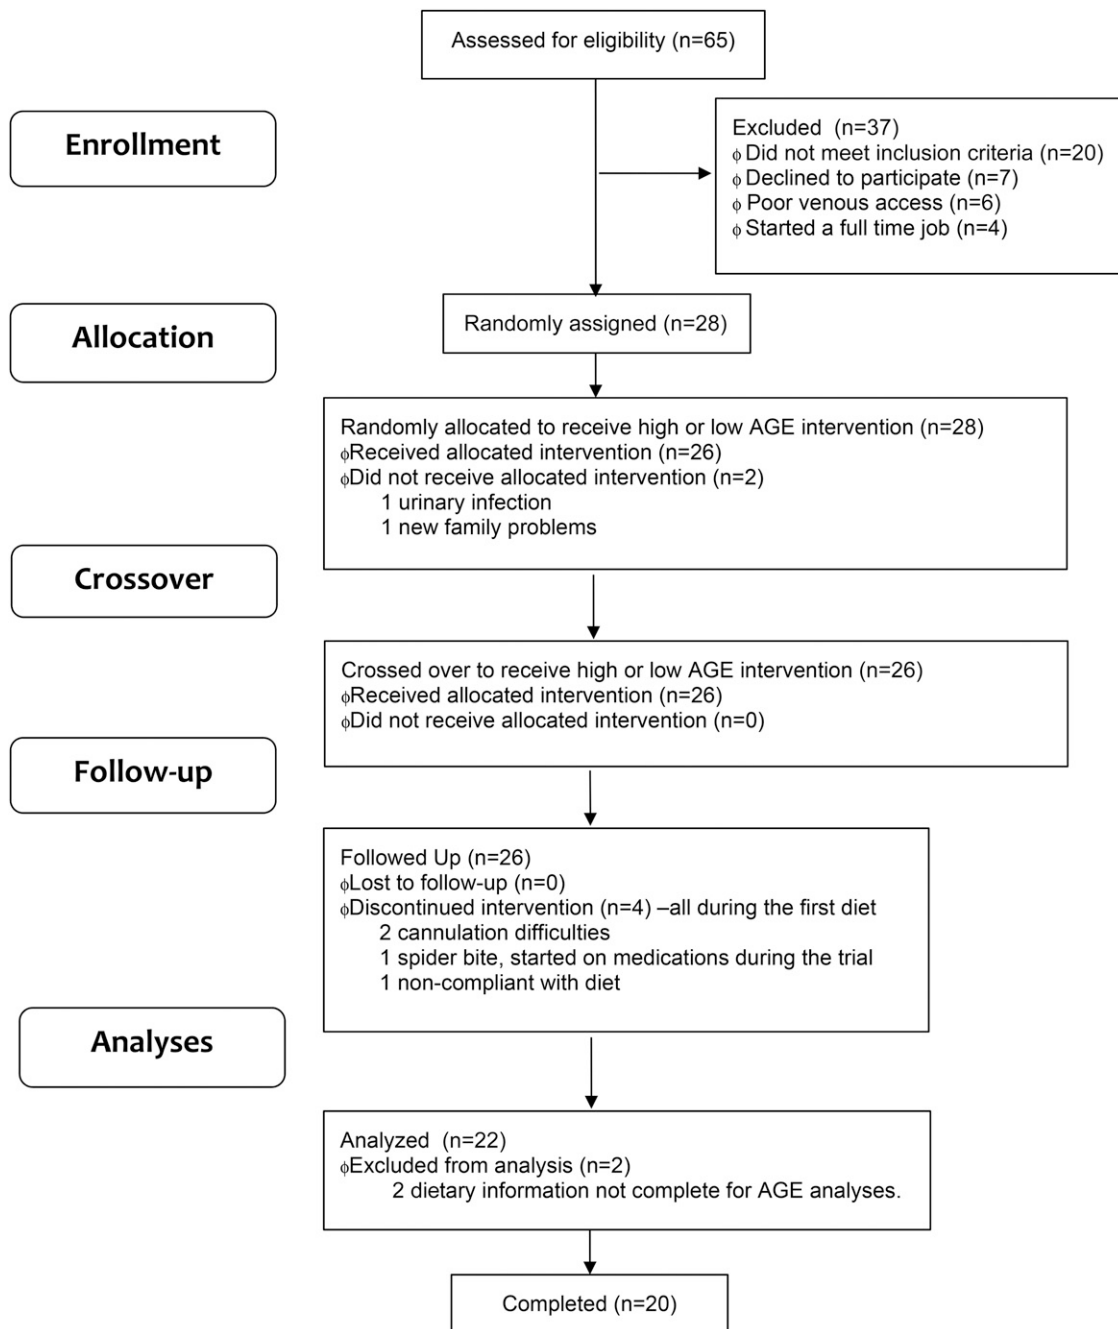 Assessed for eligibility (n=65)
Enrollment
Excluded (n=37)
ϕ Did not meet inclusion criteria (n=20)
ϕ Declined to participate (n=7)
ϕ Poor venous access (n=6)
ϕ Started a full time job (n=4)
Allocation
Randomly assigned (n=28)
Randomly allocated to receive high or low AGE intervention (n=28)
ϕReceived allocated intervention (n=26)
ϕDid not receive allocated intervention (n=2)
1 urinary infection
1 new family problems
Crossover
Crossed over to receive high or low AGE intervention (n=26)
ϕReceived allocated intervention (n=26)
ϕDid not receive allocated intervention (n=0)
Follow-up
Followed Up (n=26)
ϕLost to follow-up (n=0)
ϕDiscontinued intervention (n=4) –all during the first diet
2 cannulation difficulties
1 spider bite, started on medications during the trial
1 non-compliant with diet
Analyses
Analyzed (n=22)
ϕExcluded from analysis (n=2)
2 dietary information not complete for AGE analyses.
Completed (n=20)